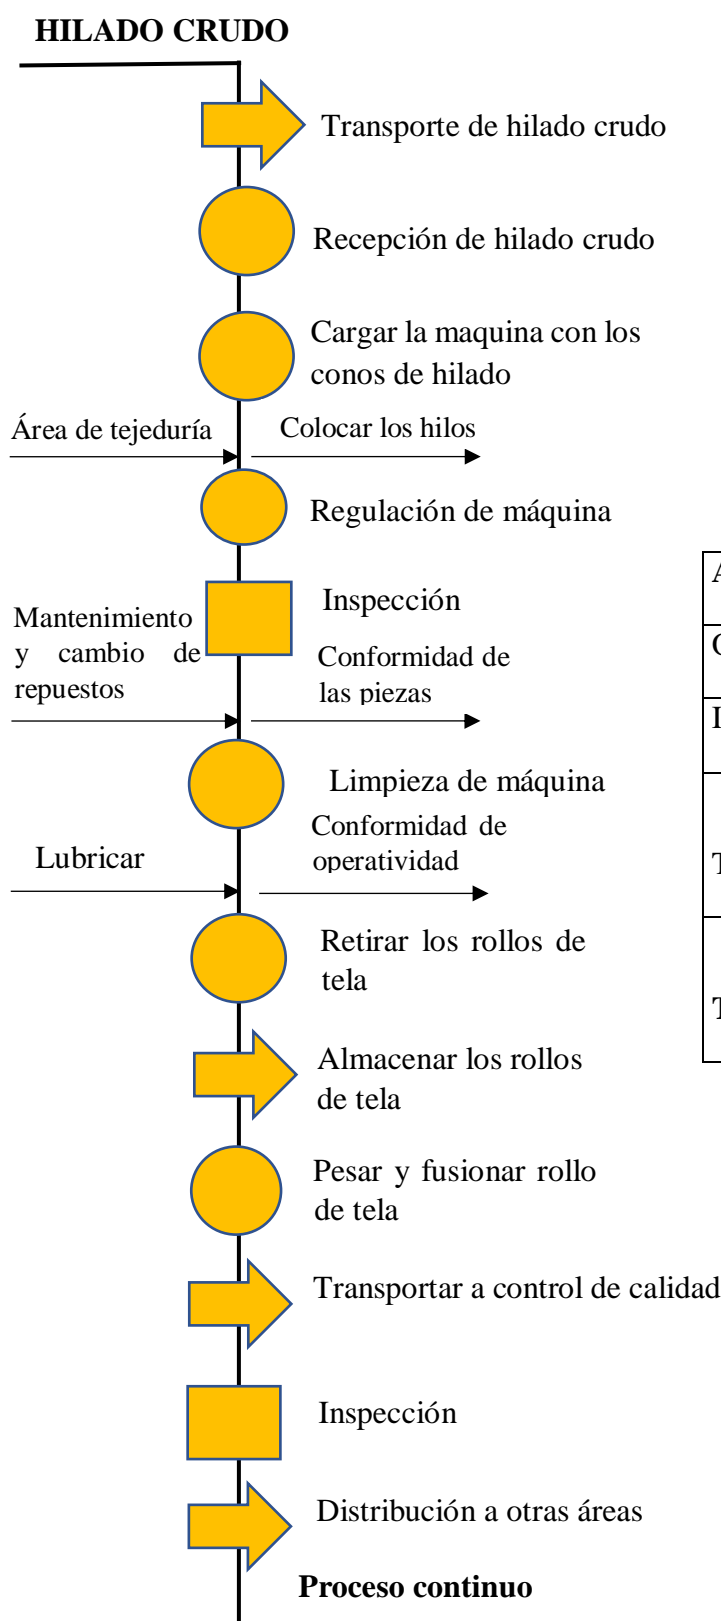 HILADO CRUDO
Transporte de hilado crudo
Recepción de hilado crudo
Cargar la maquina con los
conos de hilado
Área de tejeduría
Colocar los hilos
Regulación de máquina
Inspección
Mantenimiento
y cambio de
repuestos
Conformidad de
las piezas
Limpieza de máquina
Conformidad de
operatividad
Lubricar
Retirar los rollos de
tela
Almacenar los rollos
de tela
Pesar y fusionar rollo
de tela
Transportar a control de calidad
Inspección
Distribución a otras áreas
Proceso continuo